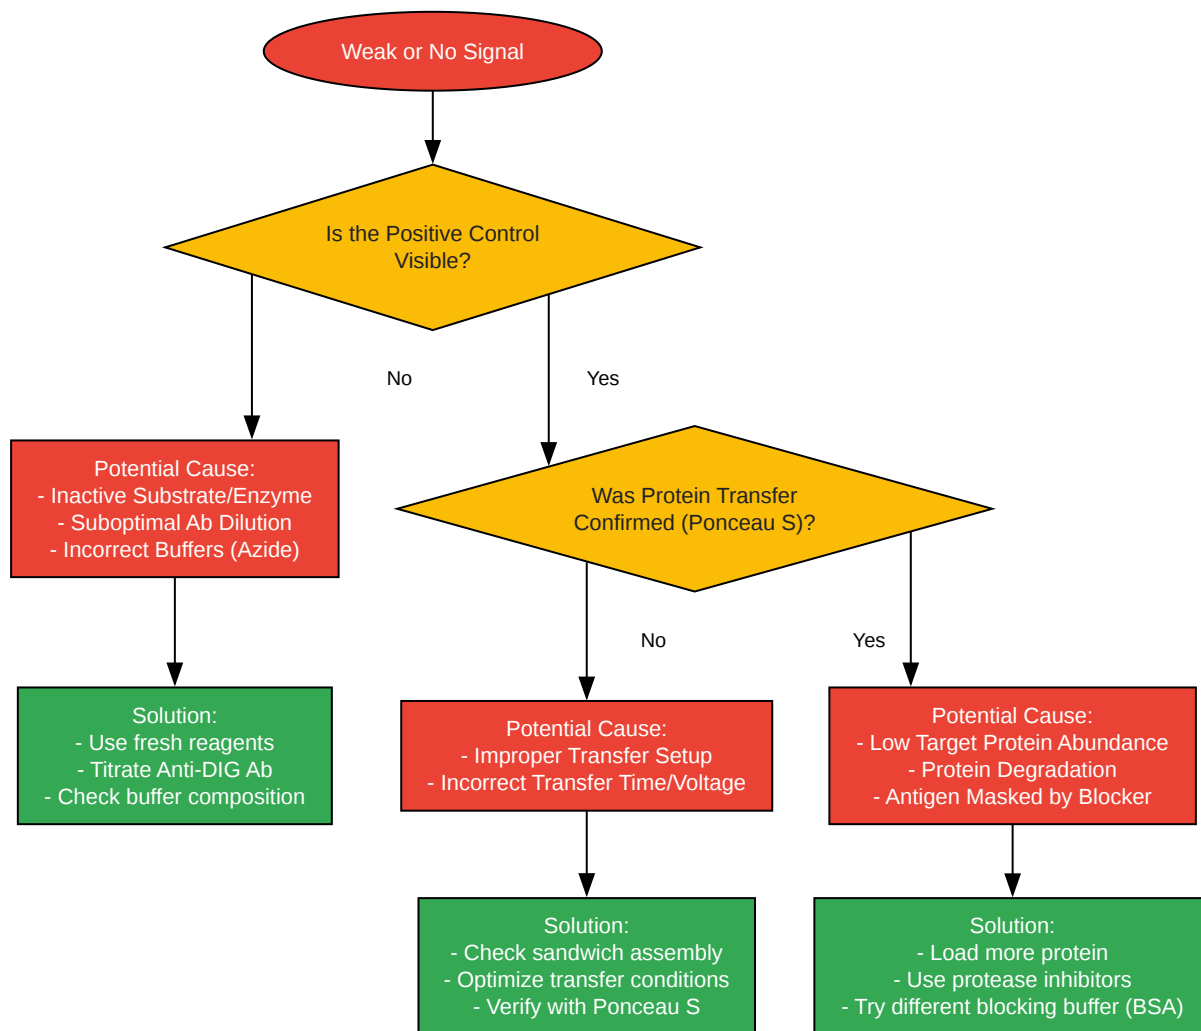 Weak or No Signal
Is the Positive Control
Visible?
No
Yes
Potential Cause:
- Inactive Substrate/Enzyme
- Suboptimal Ab Dilution
- Incorrect Buffers (Azide)
Was Protein Transfer
Confirmed (Ponceau S)?
No
Yes
Solution:
- Use fresh reagents
- Titrate Anti-DIG Ab
- Check buffer composition
Potential Cause:
- Improper Transfer Setup
- Incorrect Transfer Time/Voltage
Potential Cause:
- Low Target Protein Abundance
- Protein Degradation
- Antigen Masked by Blocker
Solution:
- Check sandwich assembly
- Optimize transfer conditions
- Verify with Ponceau S
Solution:
- Load more protein
- Use protease inhibitors
- Try different blocking buffer (BSA)